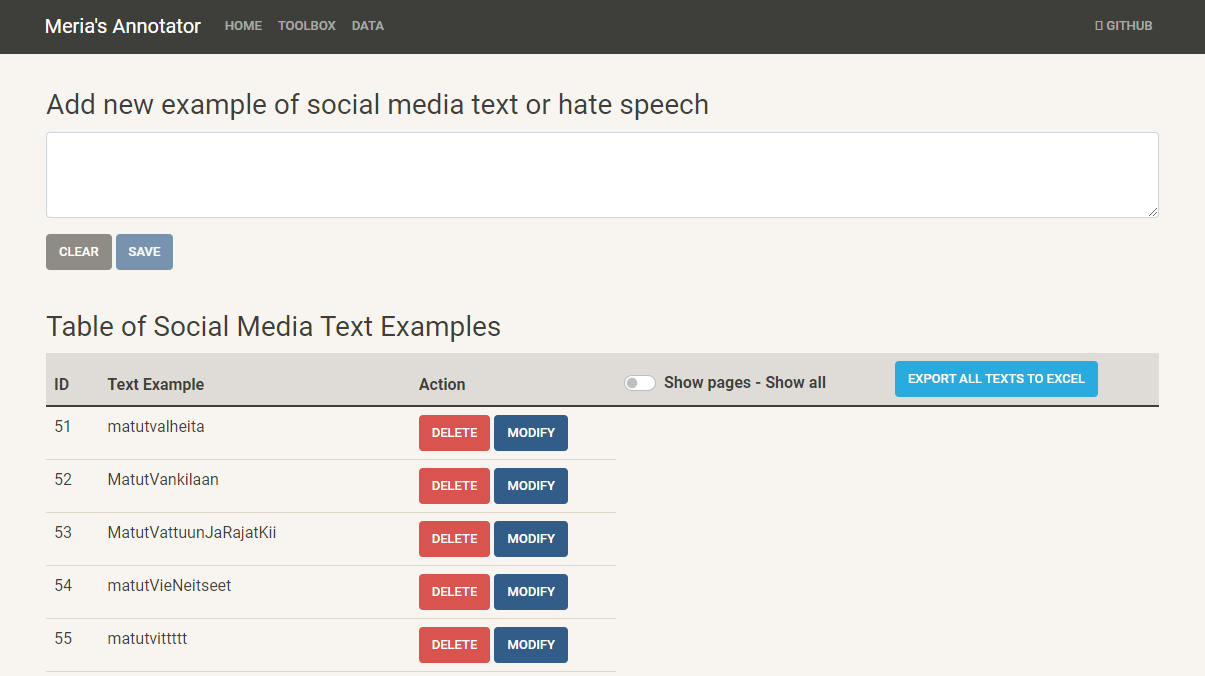 Meria's Annotator HOME TOOLBOX DATA GITHUB
Add new example of social media text or hate speech
CLEAR SAVE
Table of Social Media Text Examples
ID Text Example Action Show pages - Show all EXPORT ALL TEXTS TO EXCEL
51 matutvalheita DELETE MODIFY
52 MatutVankilaan DELETE MODIFY
53 MatutVattuunJaRajatKii DELETE MODIFY
54 matutVieNeitseet DELETE MODIFY
55 matutvittttt DELETE MODIFY